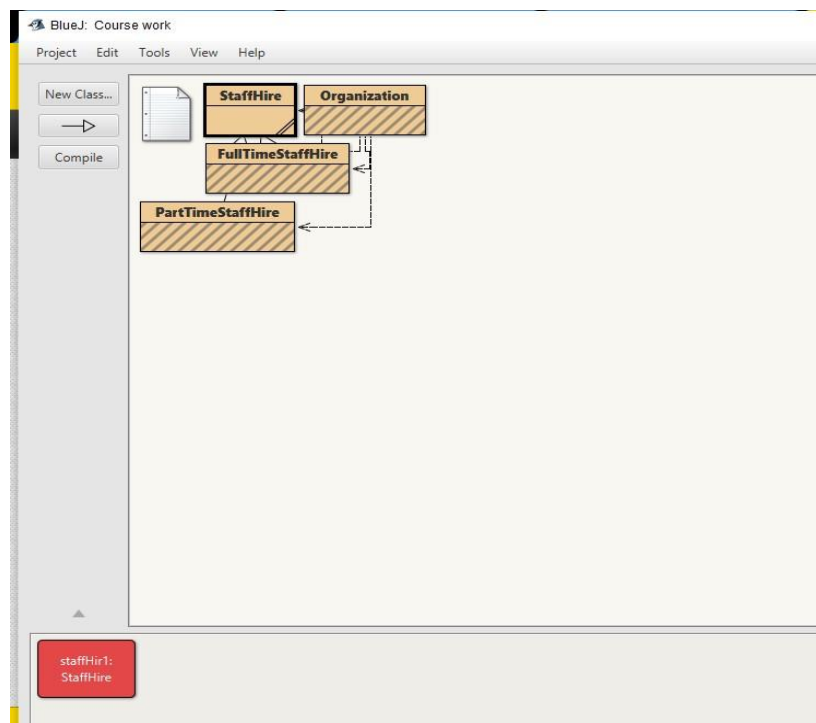 BlueJ: Course work
Project Edit Tools View Help
New Class...
Compile
StaffHire
Organization
FullTimeStaffHire
PartTimeStaffHire
staffHir1:
StaffHire